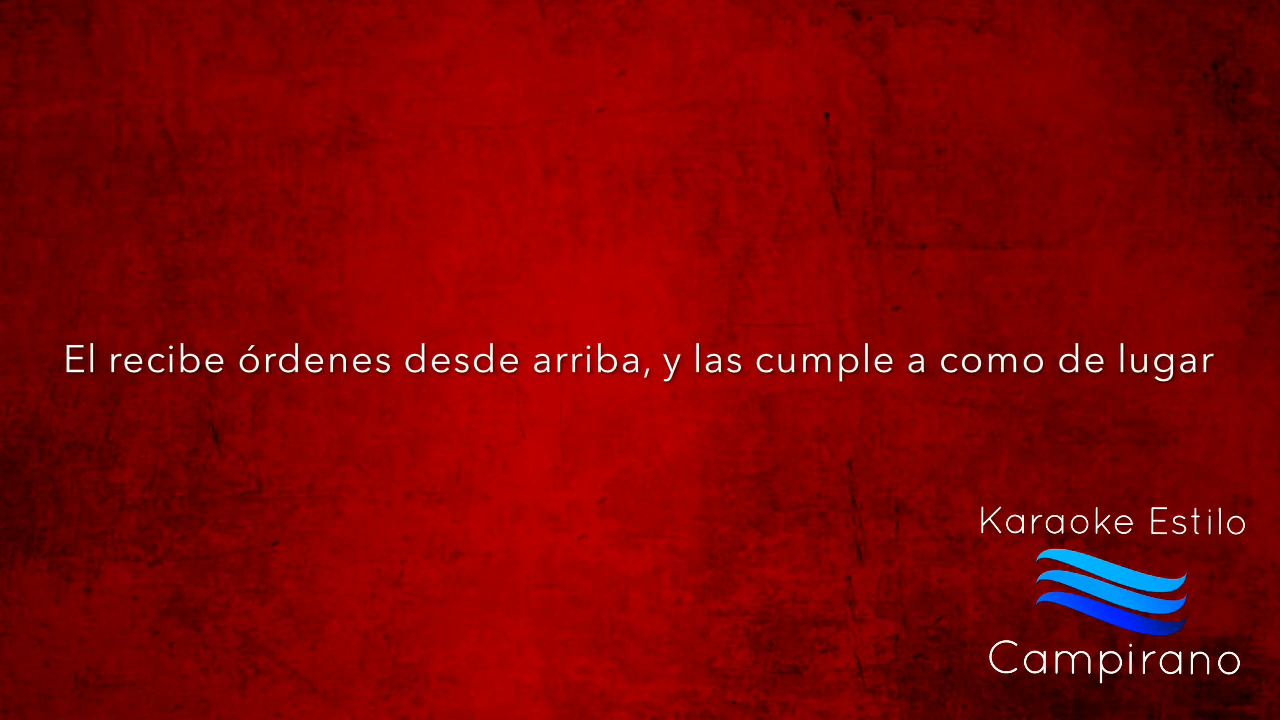 El recibe órdenes desde arriba, y las cumple a como de lugar
Karaoke Estilo
Campirano